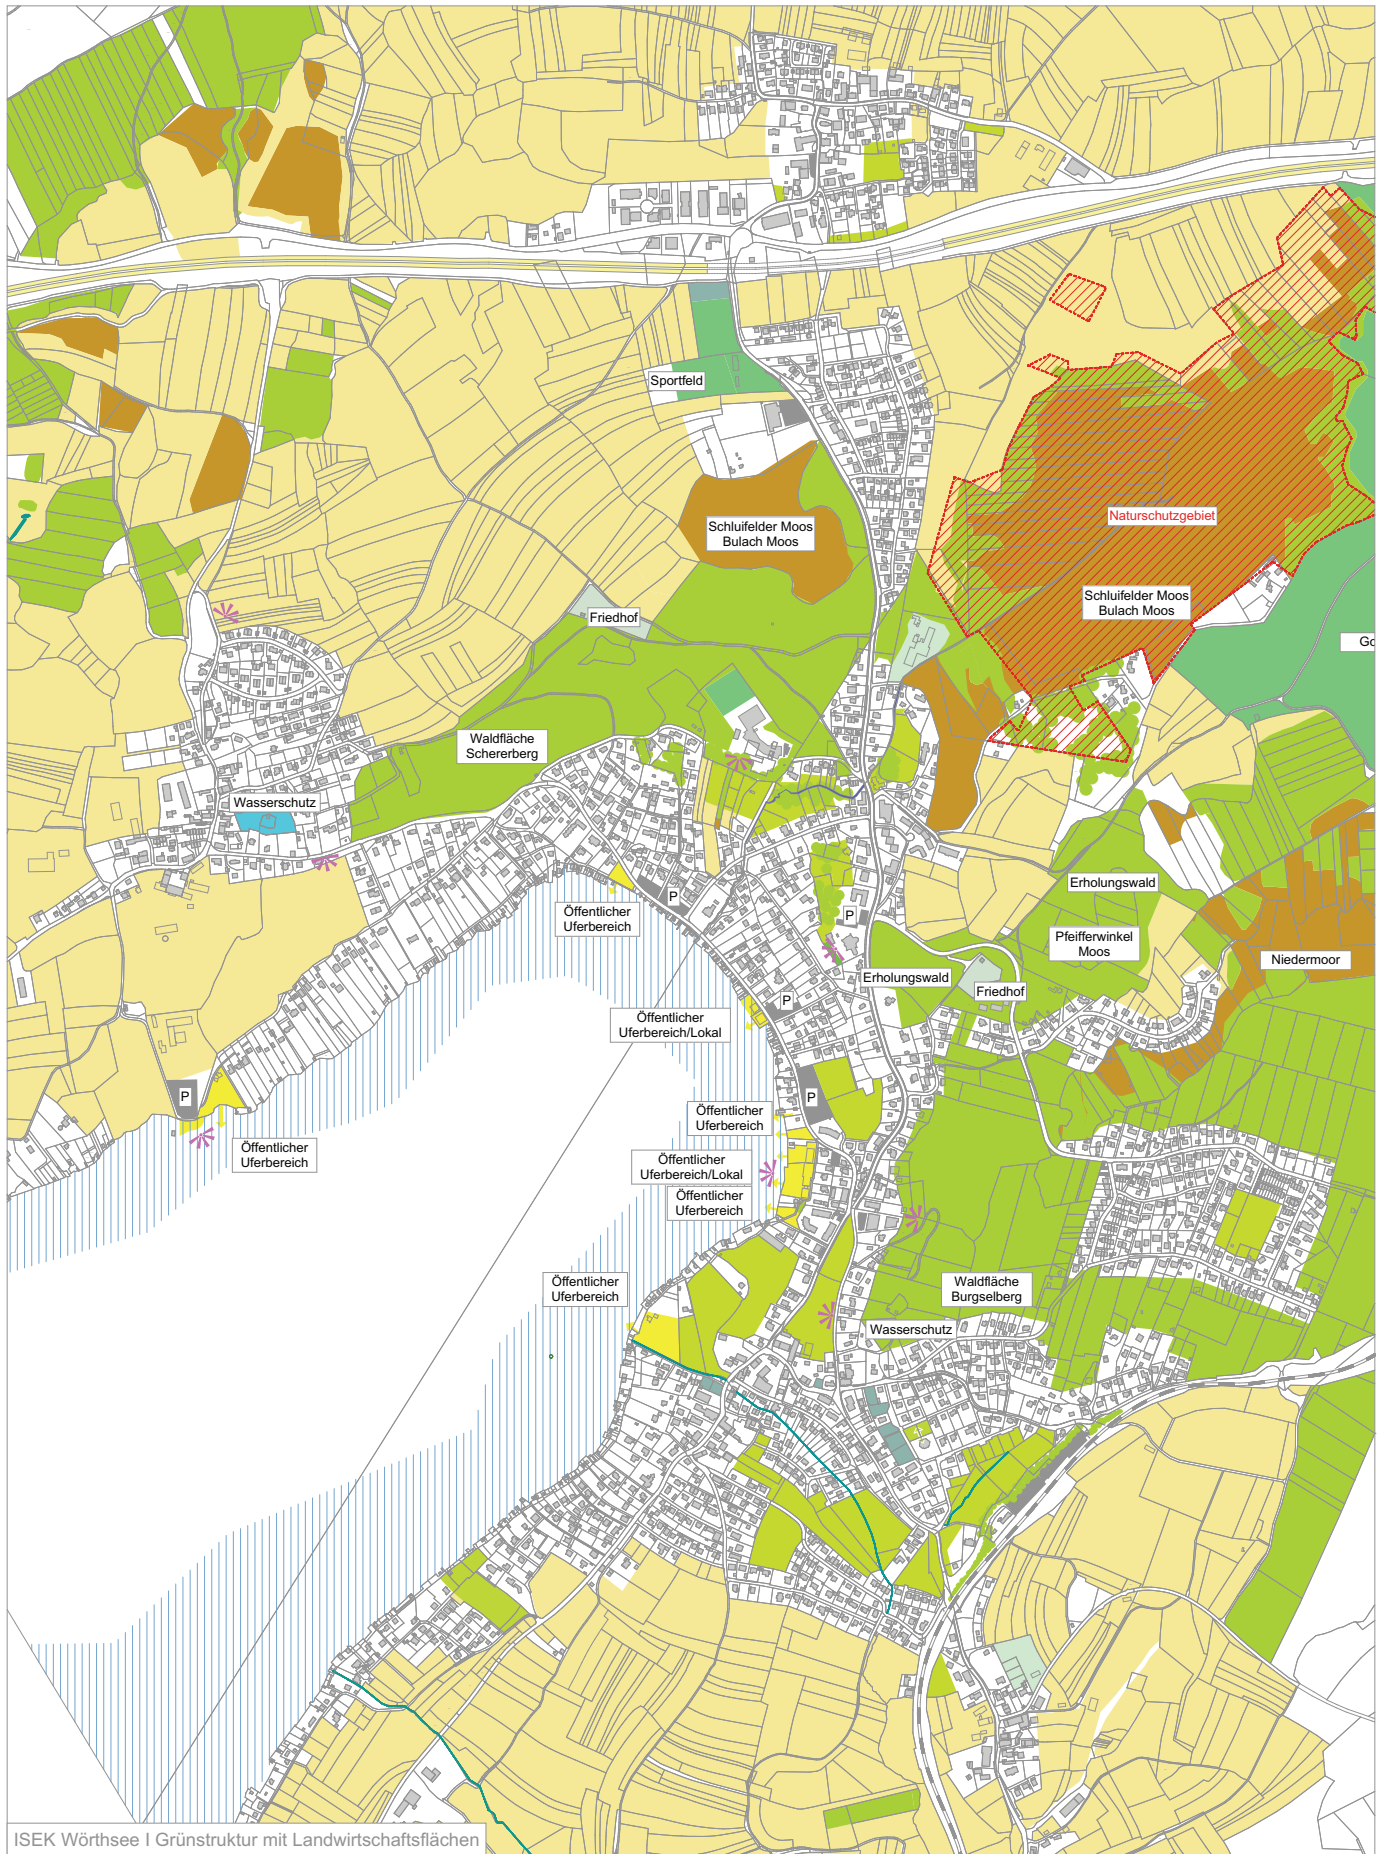 Sportfeld
Naturschutzgebiet
Schluifelder Moos
Bulach Moos
Schluifelder Moos
Bulach Moos
Friedhof
Go
Waldfläche
Schererberg
Wasserschutz
Erholungswald
P
Öffentlicher
Uferbereich
P
Pfeifferwinkel
Moos
Niedermoor
Erholungswald
Friedhof
P
Öffentlicher
Uferbereich/Lokal
P
P
Öffentlicher
Uferbereich
Öffentlicher
Uferbereich
Öffentlicher
Uferbereich/Lokal
Öffentlicher
Uferbereich
Öffentlicher
Uferbereich
Waldfläche
Burgselberg
Wasserschutz
ISEK Wörthsee I Grünstruktur mit Landwirtschaftsflächen